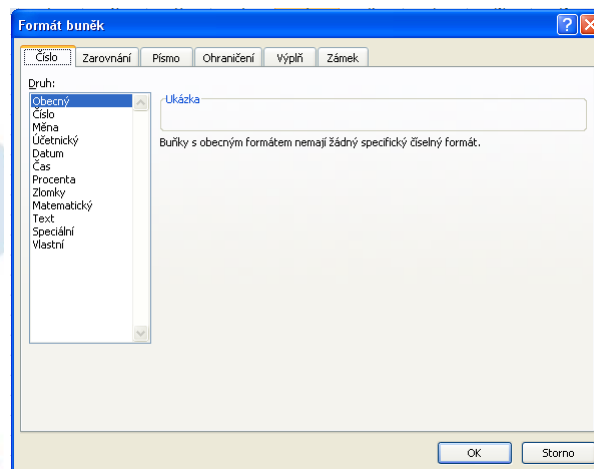 Formát buněk
Číslo Zarovnání Písmo Ohraničení Výplň Zámek
Druh:
Obecný
Číslo
Měna
Účetnický
Datum
Čas
Procenta
Zlomky
Matematický
Text
Speciální
Vlastní
Ukázka
Buňky s obecným formátem nemají žádný specifický číselný formát.
OK Storno